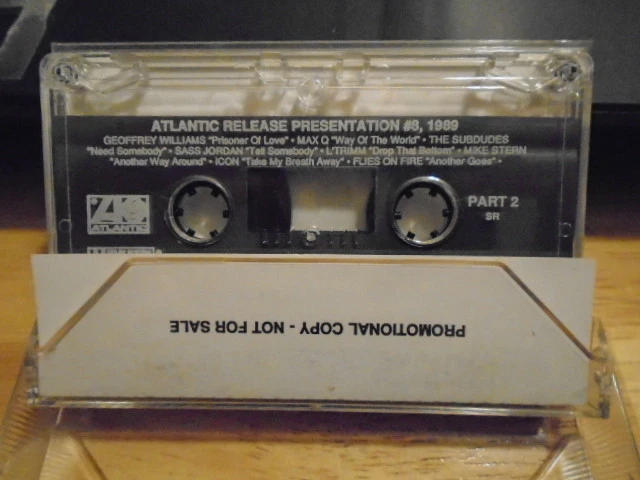 ATLANTIC RELEASE PRESENTATION #8, 1989
GEOFFREY WILLIAMS "Prisoner Of Love" • MAX Q "Way Of The World" • THE SUBDUDES
"Need Somebody" • SASS JORDAN "Tell Somebody" • L'TRIMM "Drop That Bottom" • MIKE STERN
"Another Way Around" • ICON "Take My Breath Away" • FLIES ON FIRE "Another Goes" •
ATLANTIC
PART 2
SR
PROMOTIONAL COPY - NOT FOR SALE